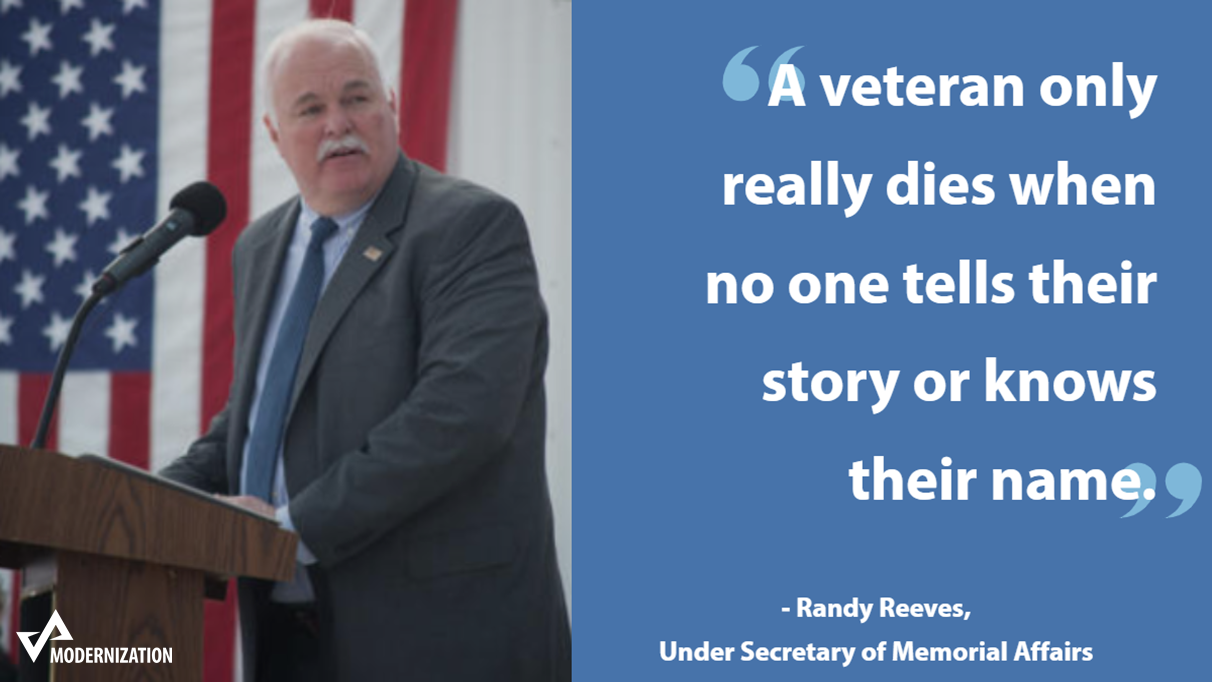 “A veteran only
really dies when
no one tells their
story or knows
their name.”
- Randy Reeves,
Under Secretary of Memorial Affairs
VA
MODERNIZATION